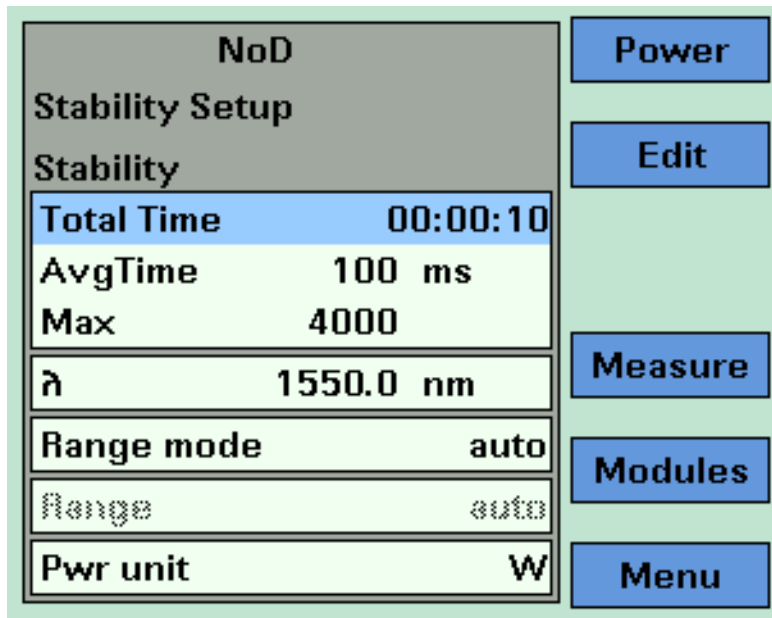 NoD
Stability Setup
Stability
Total Time 00:00:10
AvgTime 100 ms
Max 4000
λ 1550.0 nm
Range mode auto
Range auto
Pwr unit W
Power
Edit
Measure
Modules
Menu